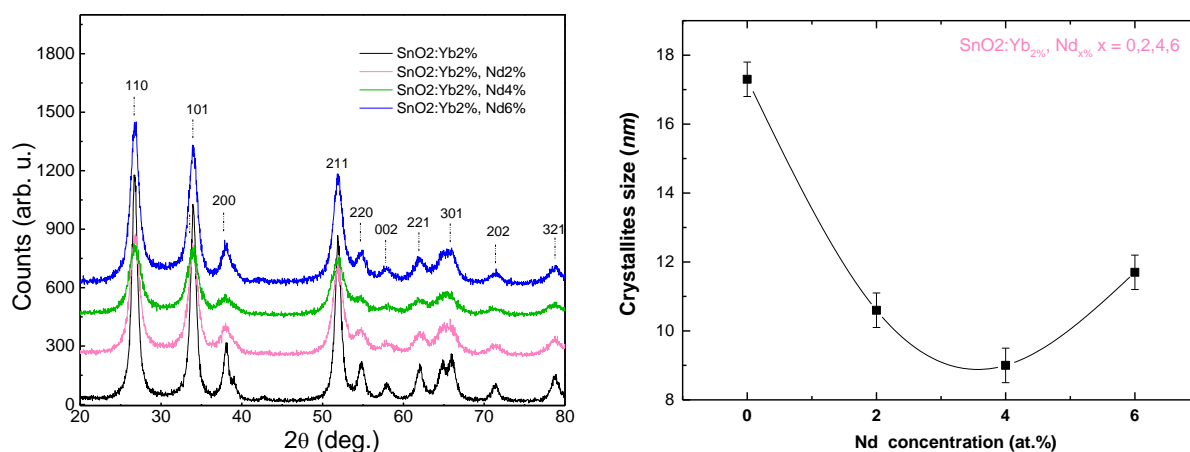 1800
1500
1200
900
600
300
0
Counts (arb. u.)
SnO2:Yb2%
SnO2:Yb2%, Nd2%
SnO2:Yb2%, Nd4%
SnO2:Yb2%, Nd6%
110
101
200
211
220
002
221
301
202
321
20 30 40 50 60 70 80
2θ (deg.)
SnO2:Yb2%, Ndx% x = 0,2,4,6
18
16
14
12
10
8
Crystallites size (nm)
0 2 4 6
Nd concentration (at.%)